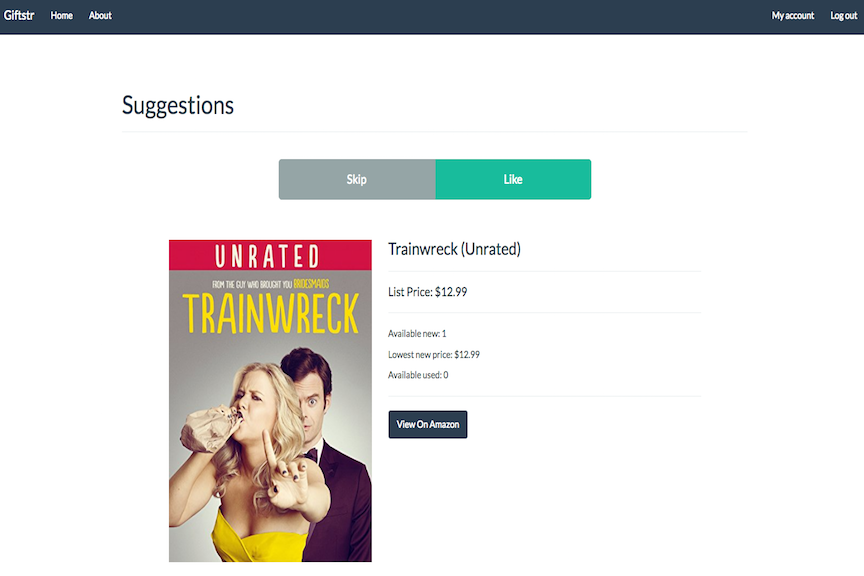 Giftstr Home About My account Log out
Suggestions
Skip Like
UNRATED
FROM THE GUY WHO BROUGHT YOU BRIDESMAIDS
TRAINWRECK
Trainwreck (Unrated)
List Price: $12.99
Available new: 1
Lowest new price: $12.99
Available used: 0
View On Amazon